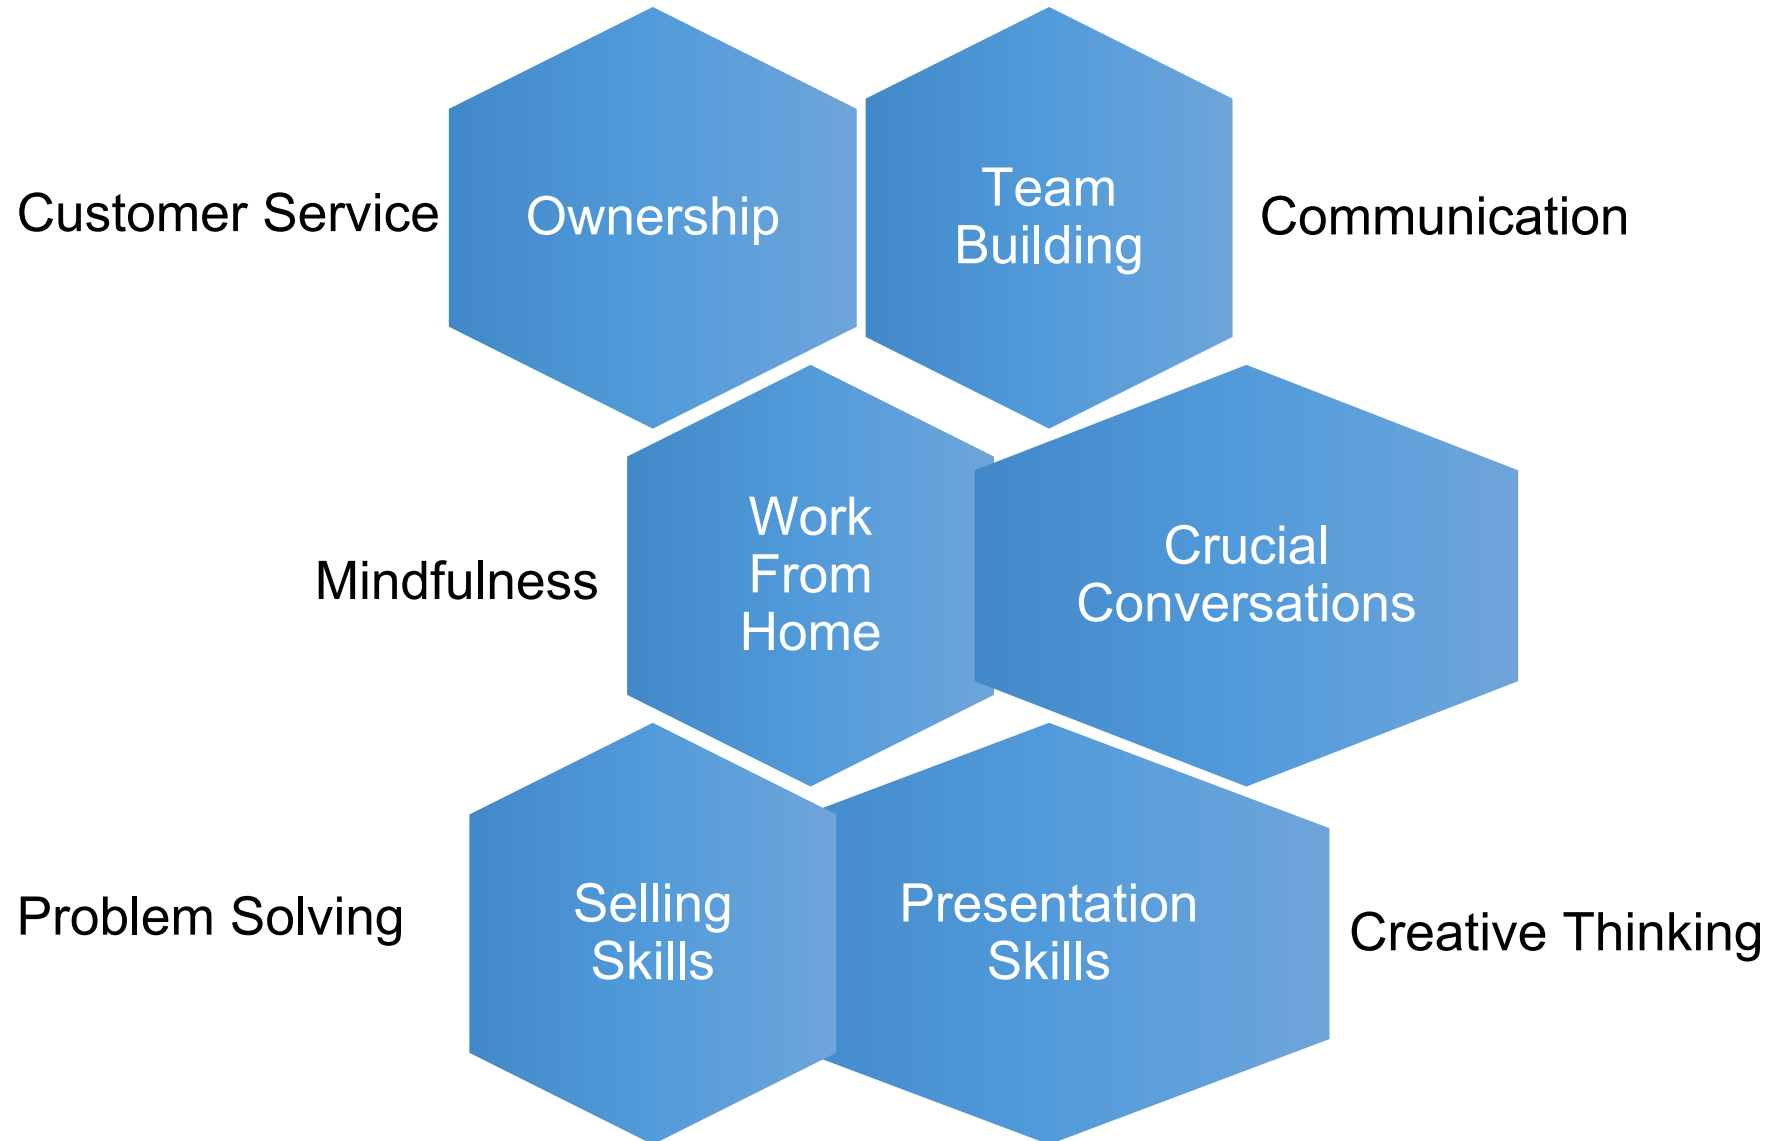 Customer Service
Ownership
Team
Building
Communication
Mindfulness
Work
From
Home
Crucial
Conversations
Problem Solving
Selling
Skills
Presentation
Skills
Creative Thinking